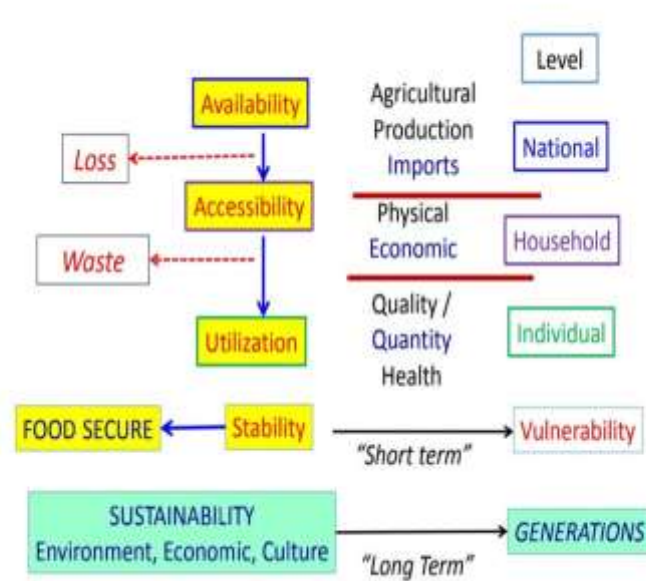 Level
Availability
Agricultural
Production
Imports
National
Loss
Accessibility
Physical
Economic
Household
Waste
Utilization
Quality /
Quantity
Health
Individual
FOOD SECURE
Stability
"Short term"
Vulnerability
SUSTAINABILITY
Environment, Economic, Culture
"Long Term"
GENERATIONS